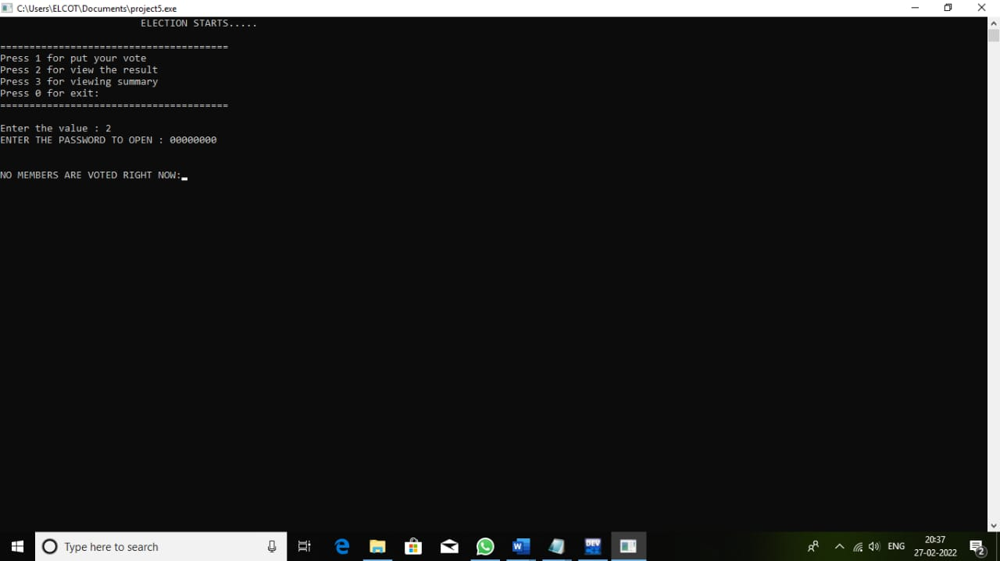 C:\Users\ELCOT\Documents\project5.exe
ELECTION STARTS.....
=======================================
Press 1 for put your vote
Press 2 for view the result
Press 3 for viewing summary
Press 0 for exit:
=======================================
Enter the value : 2
ENTER THE PASSWORD TO OPEN : 00000000
NO MEMBERS ARE VOTED RIGHT NOW:
Type here to search
W
DEV
ENG
20:37
27-02-2022
2